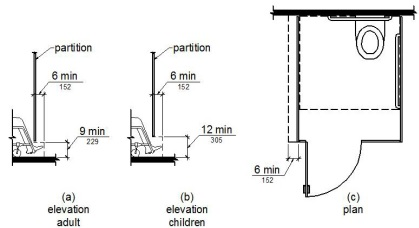 partition
6 min
152
9 min
229
(a)
elevation
adult
partition
6 min
152
12 min
305
(b)
elevation
children
6 min
152
(c)
plan